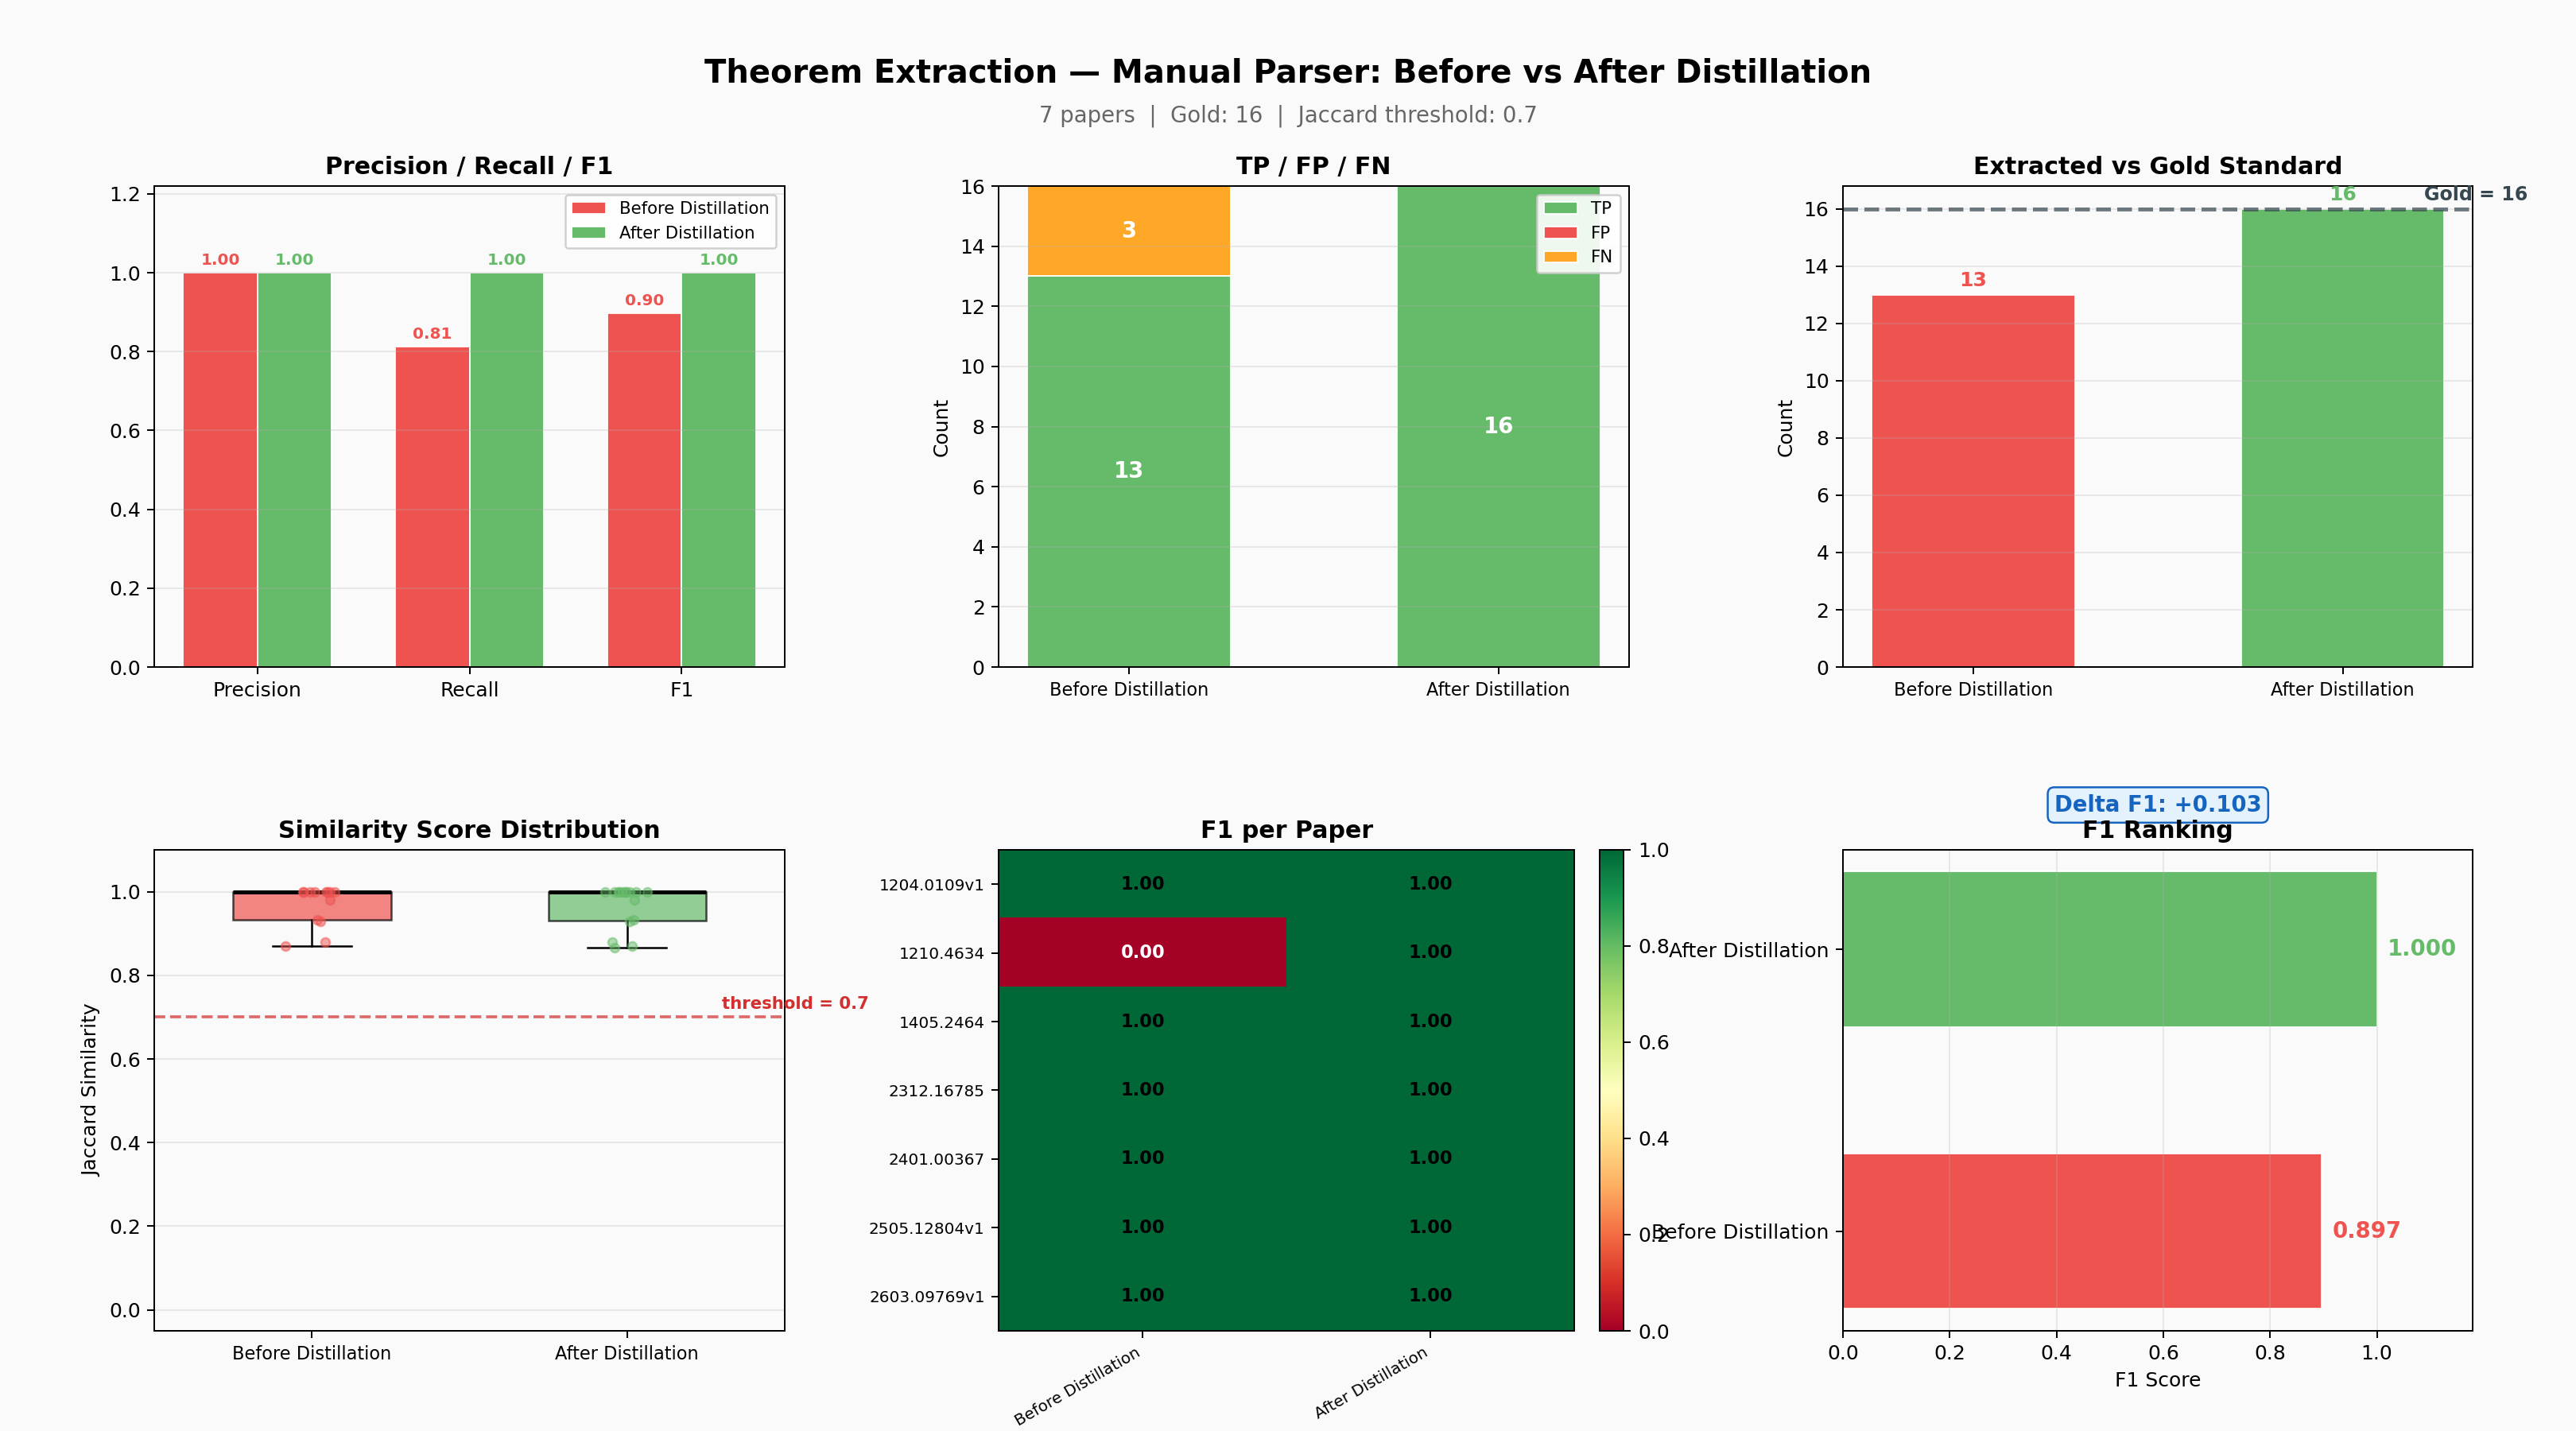 Theorem Extraction — Manual Parser: Before vs After Distillation
7 papers | Gold: 16 | Jaccard threshold: 0.7
Precision / Recall / F1
1.2
1.0
0.8
0.6
0.4
0.2
0.0
Before Distillation
After Distillation
1.00
1.00
0.81
1.00
0.90
1.00
Precision
Recall
F1
TP / FP / FN
Count
16
14
12
10
8
6
4
2
0
TP
FP
FN
3
13
16
Before Distillation
After Distillation
Extracted vs Gold Standard
Count
16
14
12
10
8
6
4
2
0
Gold = 16
13
16
Before Distillation
After Distillation
Similarity Score Distribution
Jaccard Similarity
1.0
0.8
0.6
0.4
0.2
0.0
threshold = 0.7
Before Distillation
After Distillation
F1 per Paper
1204.0109v1
1.00
1.00
1210.4634
0.00
1.00
1405.2464
1.00
1.00
2312.16785
1.00
1.00
2401.00367
1.00
1.00
2505.12804v1
1.00
1.00
2603.09769v1
1.00
1.00
Before Distillation
After Distillation
1.0
0.8
0.6
0.4
0.2
0.0
Delta F1: +0.103
F1 Ranking
After Distillation
1.000
Before Distillation
0.897
0.0
0.2
0.4
0.6
0.8
1.0
F1 Score